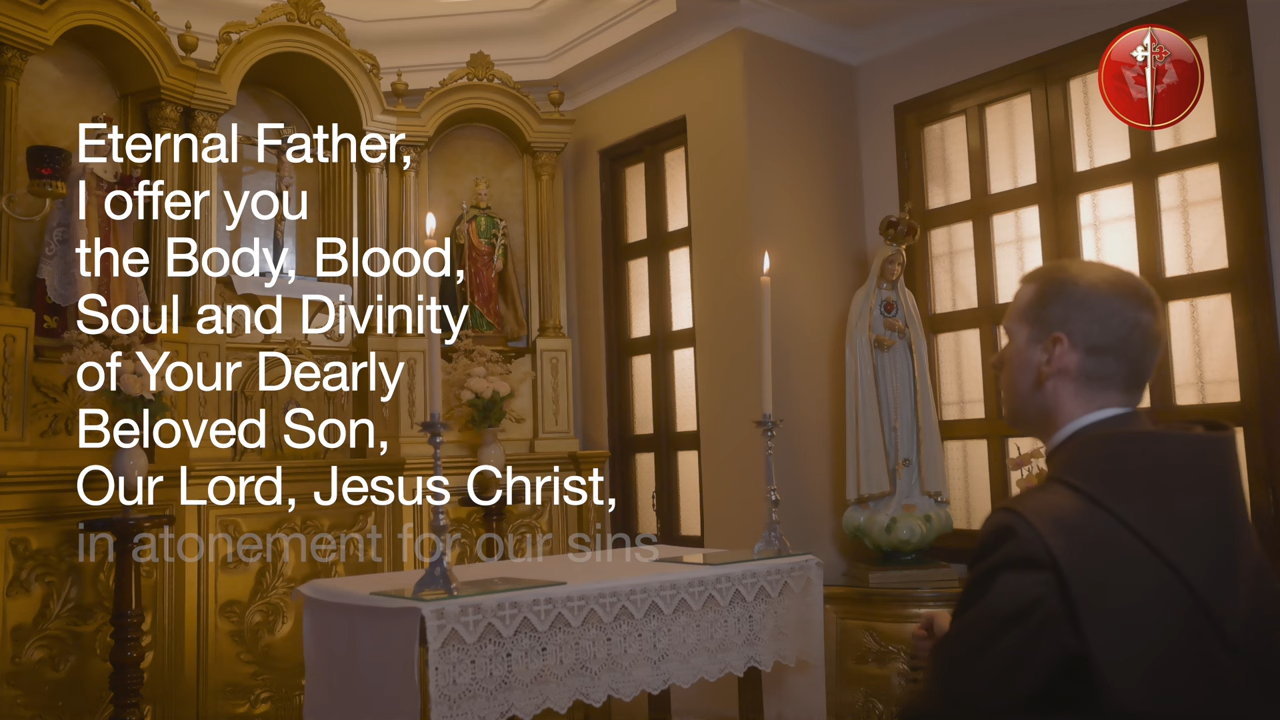 Eternal Father,
I offer you
the Body, Blood,
Soul and Divinity
of Your Dearly
Beloved Son,
Our Lord, Jesus Christ,
in atonement for our sins